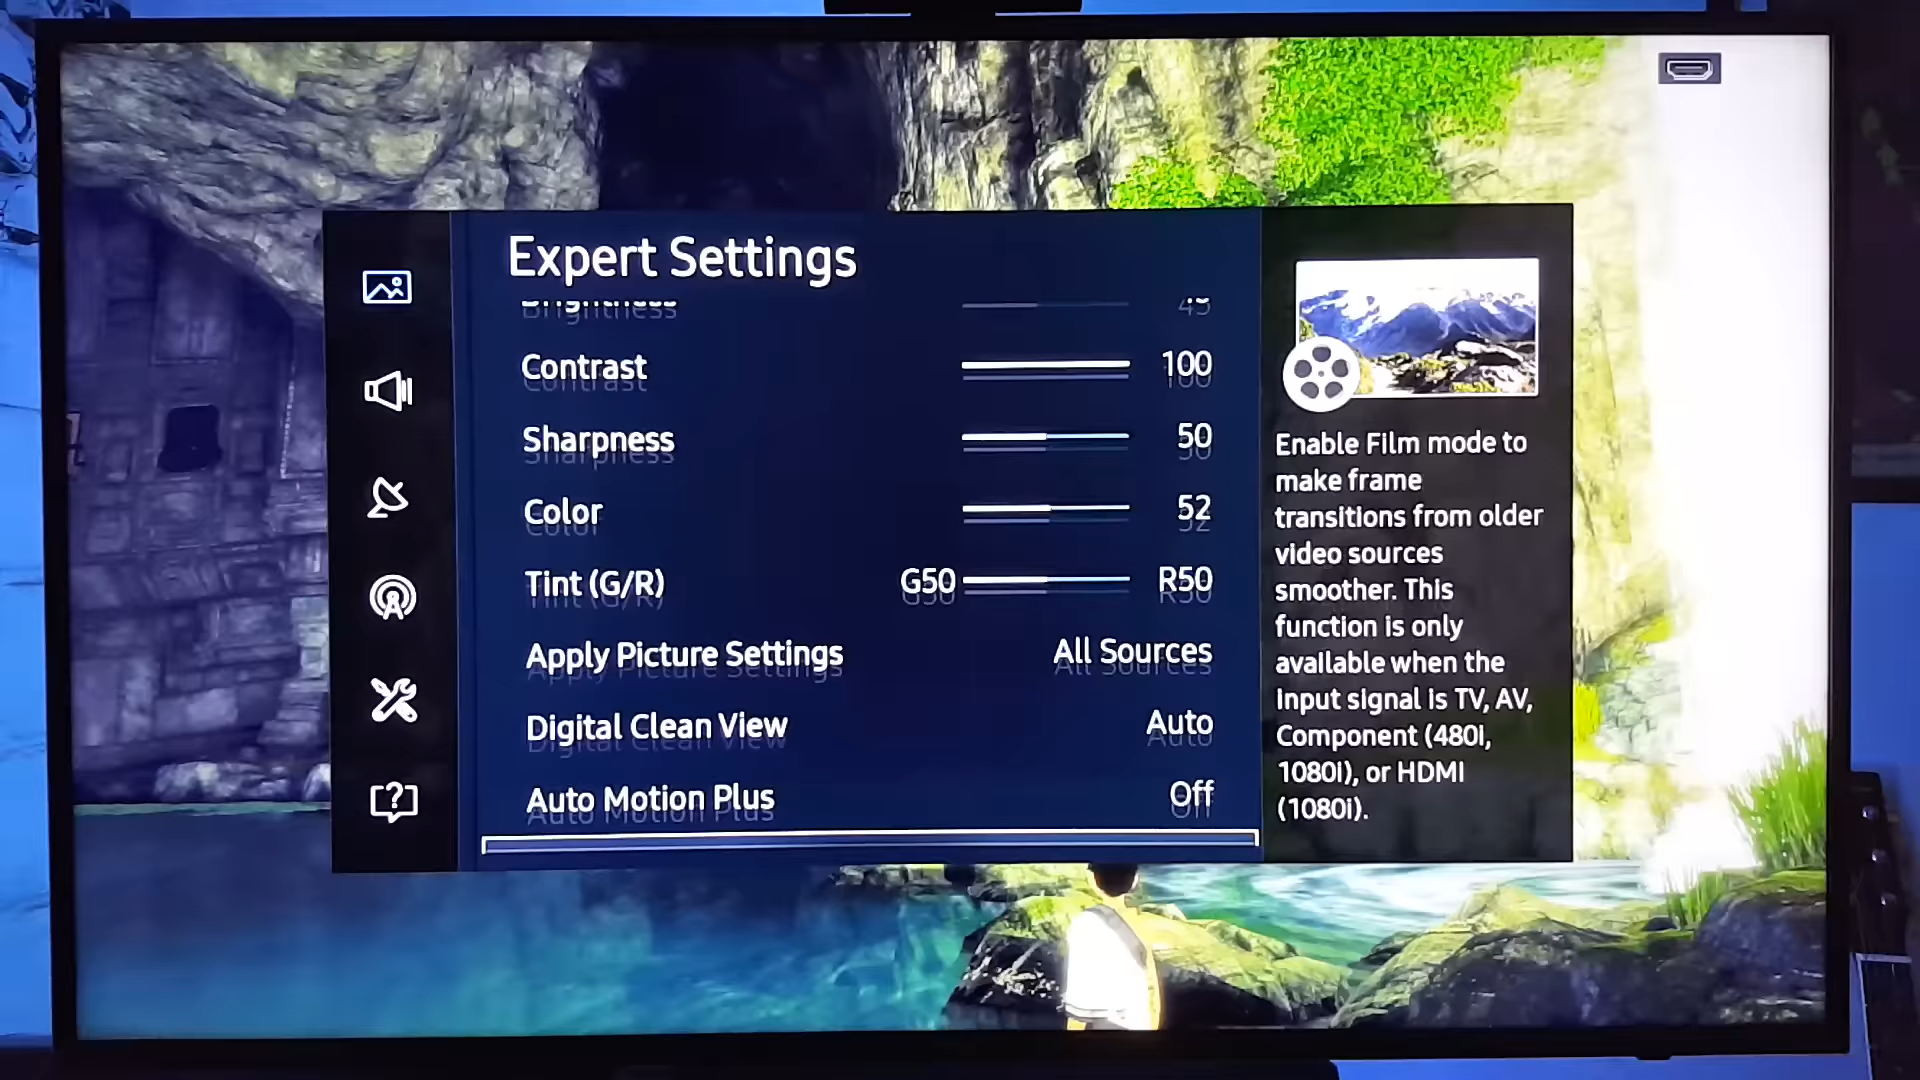 Expert Settings
Brightness 45
Contrast 100
Sharpness 50
Color 52
Tint (G/R) G50 R50
Apply Picture Settings All Sources
Digital Clean View Auto
Auto Motion Plus Off
Enable Film mode to
make frame
transitions from older
video sources
smoother. This
function is only
available when the
input signal is TV, AV,
Component (480i,
1080i), or HDMI
(1080i).